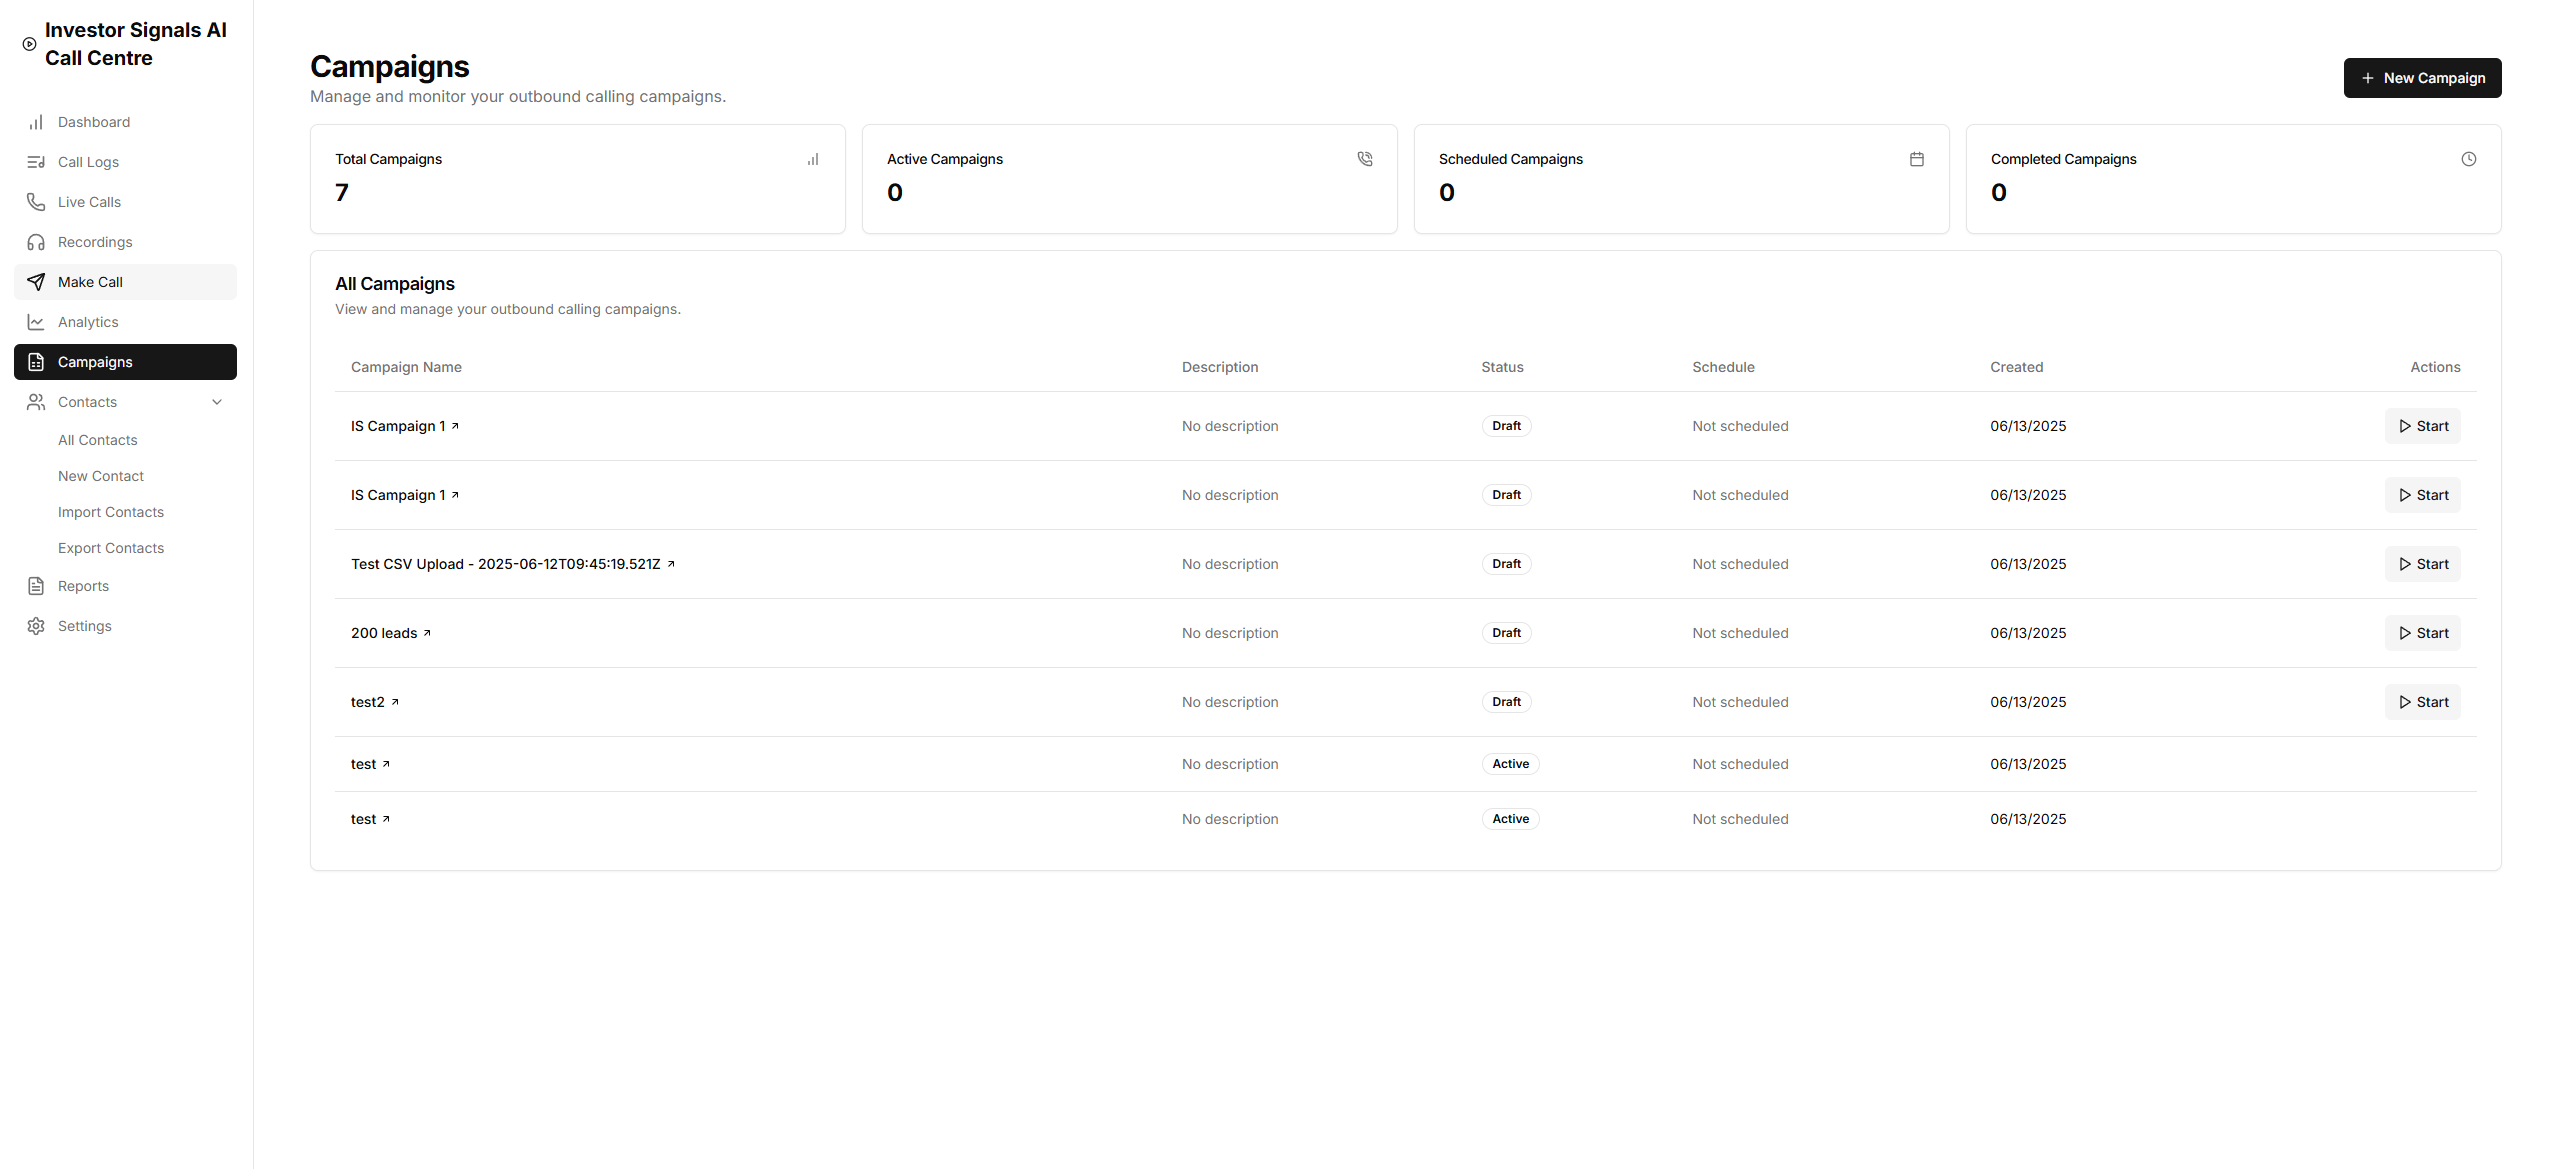 Investor Signals AI
Call Centre
Dashboard
Call Logs
Live Calls
Recordings
Make Call
Analytics
Campaigns
Contacts
All Contacts
New Contact
Import Contacts
Export Contacts
Reports
Settings
Campaigns
Manage and monitor your outbound calling campaigns.
New Campaign
Total Campaigns
7
Active Campaigns
0
Scheduled Campaigns
0
Completed Campaigns
0
All Campaigns
View and manage your outbound calling campaigns.
Campaign Name Description Status Schedule Created Actions
IS Campaign 1 No description Draft Not scheduled 06/13/2025 Start
IS Campaign 1 No description Draft Not scheduled 06/13/2025 Start
Test CSV Upload - 2025-06-12T09:45:19.521Z No description Draft Not scheduled 06/13/2025 Start
200 leads No description Draft Not scheduled 06/13/2025 Start
test2 No description Draft Not scheduled 06/13/2025 Start
test No description Active Not scheduled 06/13/2025
test No description Active Not scheduled 06/13/2025